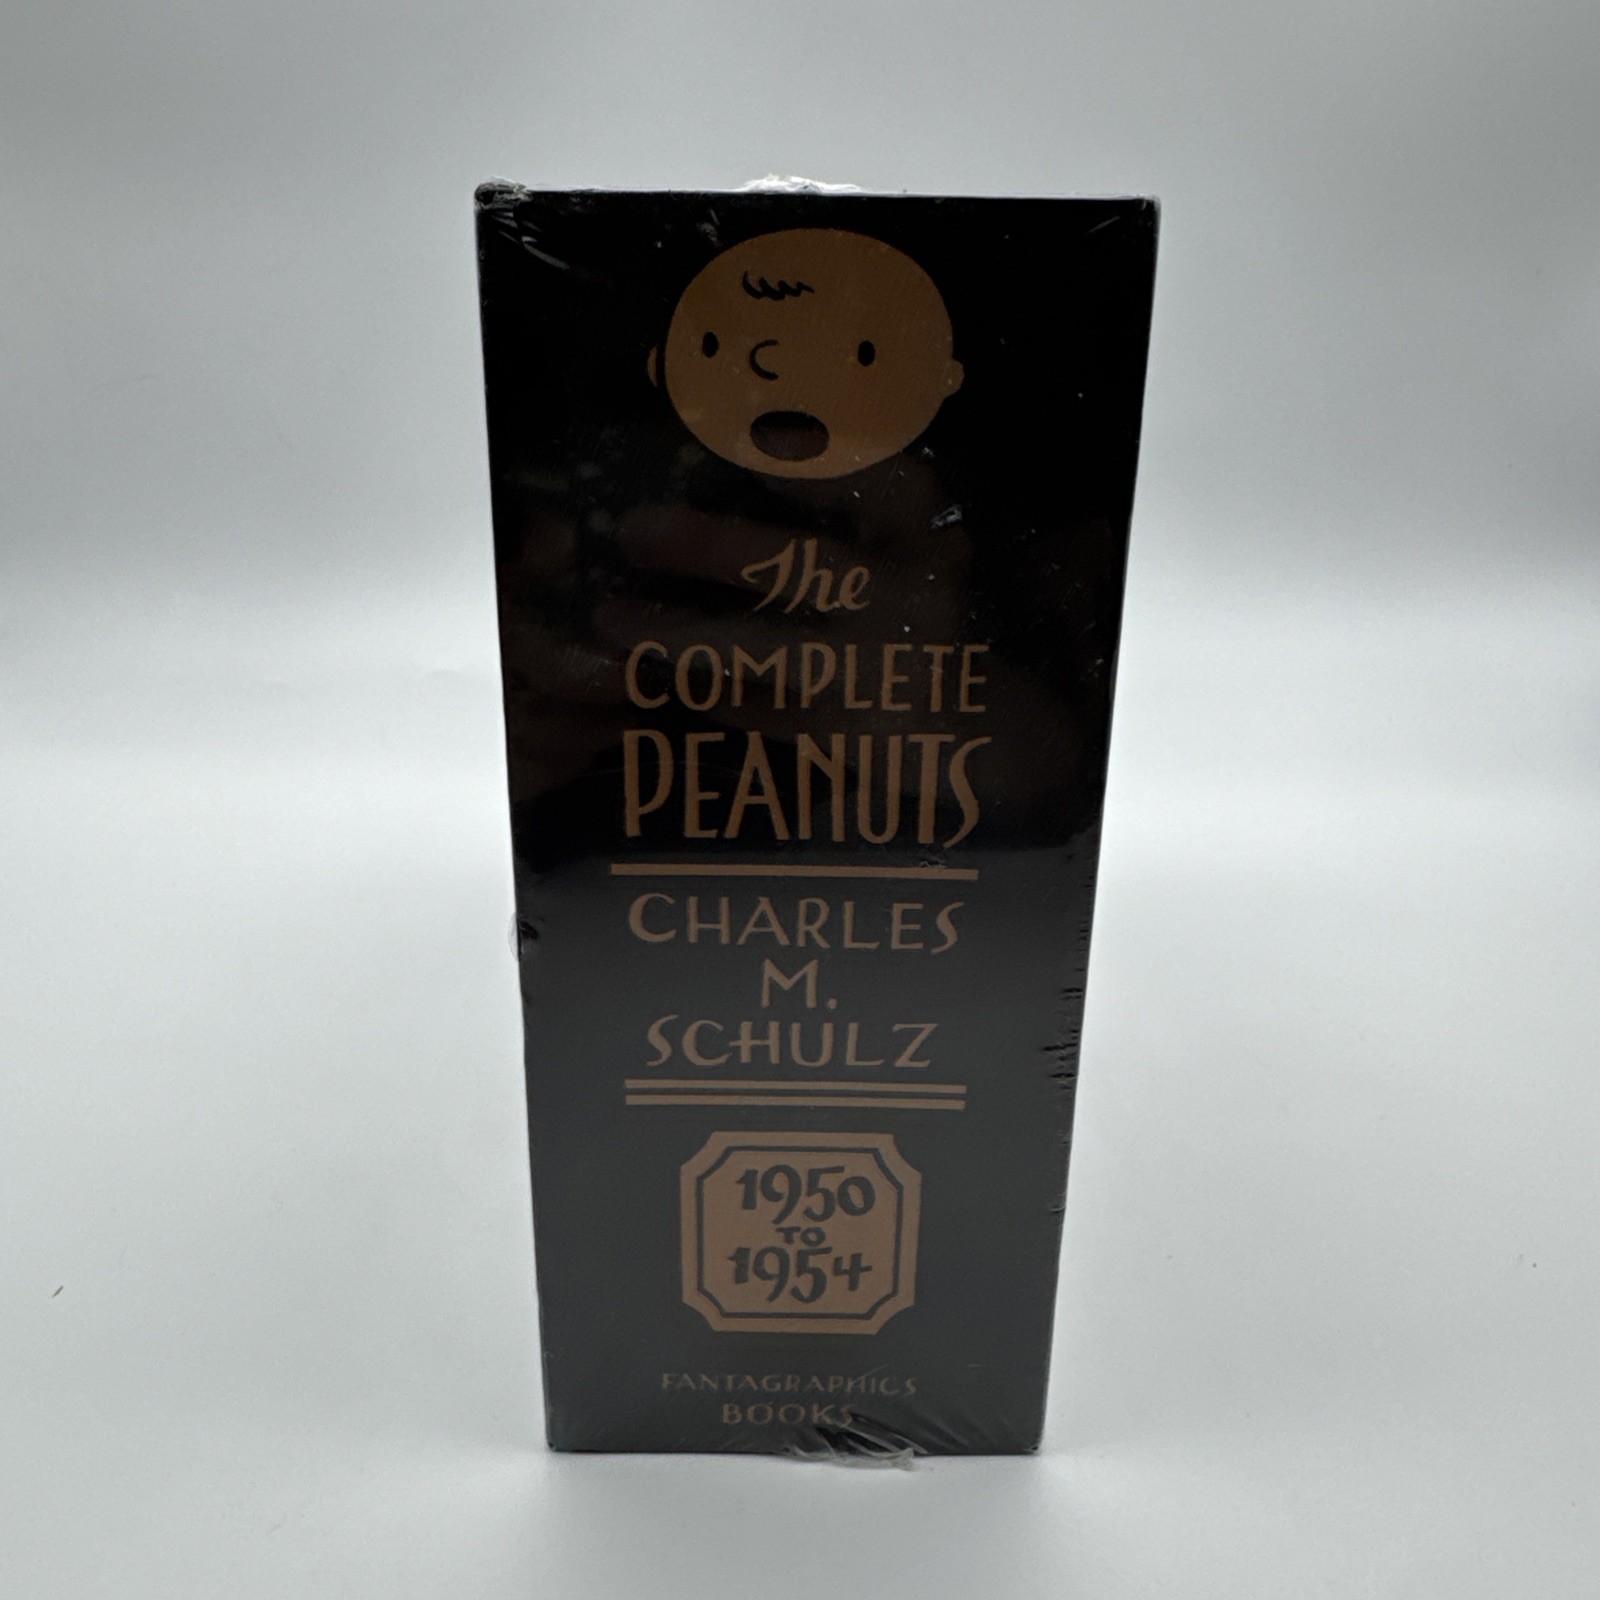 The
COMPLETE
PEANUTS
CHARLES
M.
SCHULZ
1950
TO
1954
FANTAGRAPHICS
BOOKS